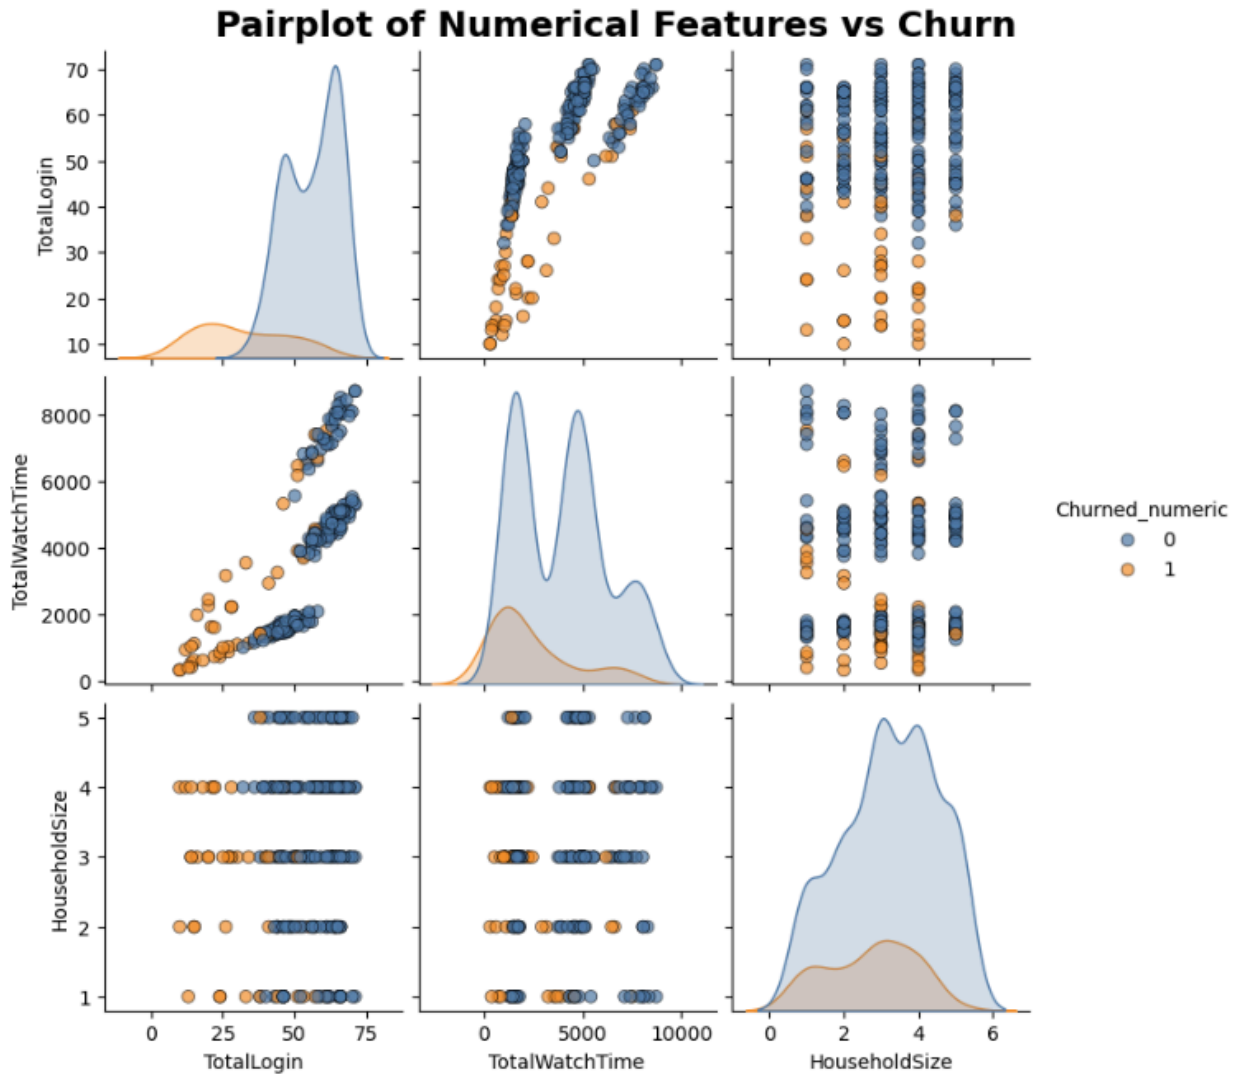 Pairplot of Numerical Features vs Churn
70
60
50
40
30
20
10
TotalLogin
8000
6000
4000
2000
0
TotalWatchTime
Churned_numeric
0
1
5
4
3
2
1
HouseholdSize
0 25 50 75
TotalLogin
0 5000 10000
TotalWatchTime
0 2 4 6
HouseholdSize